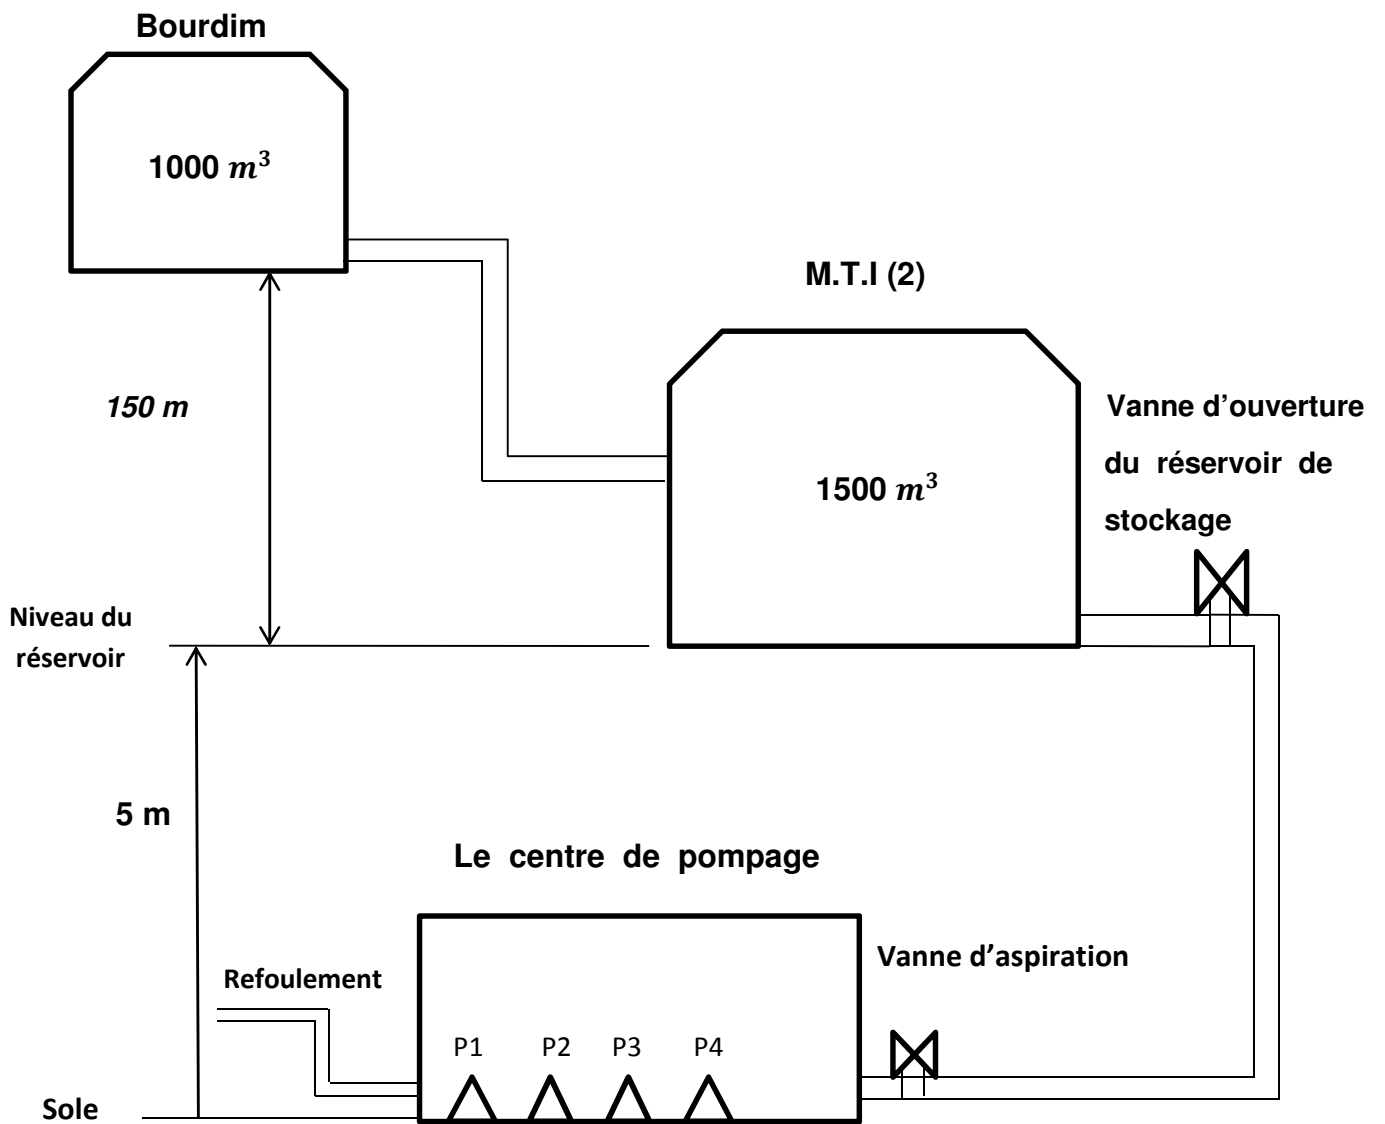 Bourdim
1000 m³
M.T.I (2)
150 m
Vanne d'ouverture
du réservoir de
stockage
1500 m³
Niveau du
réservoir
5 m
Le centre de pompage
Vanne d'aspiration
Refoulement
P1 P2 P3 P4
Sole